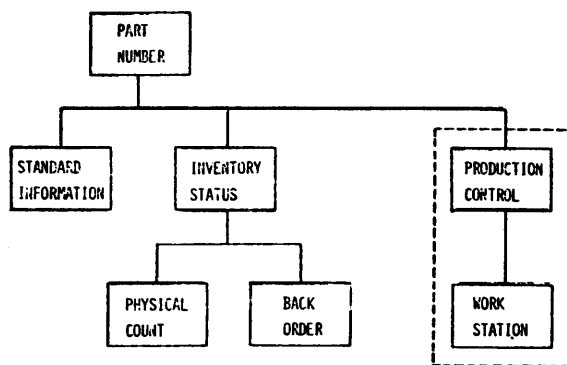 PART
NUMBER
STANDARD
INFORMATION
INVENTORY
STATUS
PRODUCTION
CONTROL
PHYSICAL
COUNT
BACK
ORDER
WORK
STATION